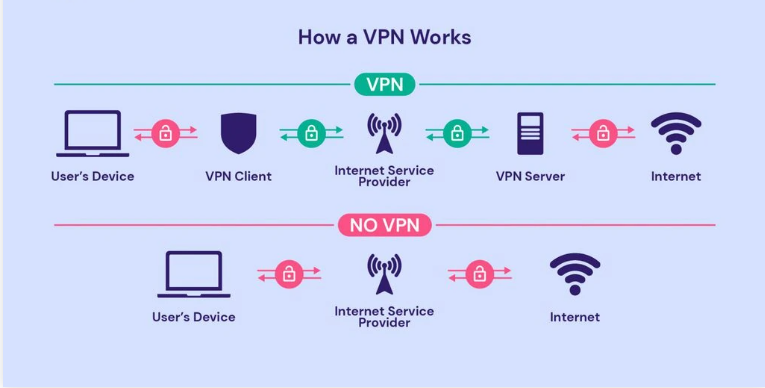 How a VPN Works
VPN
User's Device
VPN Client
Internet Service
Provider
VPN Server
Internet
NO VPN
User's Device
Internet Service
Provider
Internet